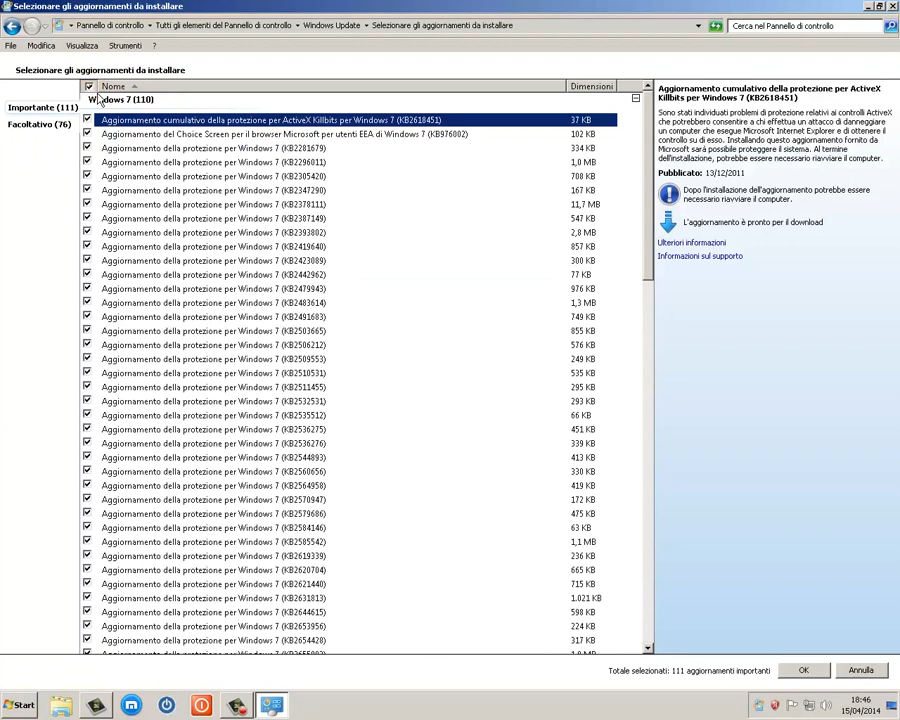 Selezionare gli aggiornamenti da installare
Pannello di controllo ▾ Tutti gli elementi del Pannello di controllo ▾ Windows Update ▾ Selezionare gli aggiornamenti da installare
Cerca nel Pannello di controllo
File Modifica Visualizza Strumenti ?
Selezionare gli aggiornamenti da installare
Importante (111)
Facoltativo (76)
Nome Dimensioni
Windows 7 (110)
Aggiornamento cumulativo della protezione per ActiveX Killbits per Windows 7 (KB2618451) 37 KB
Aggiornamento del Choice Screen per il browser Microsoft per utenti EEA di Windows 7 (KB976002) 102 KB
Aggiornamento della protezione per Windows 7 (KB2281679) 334 KB
Aggiornamento della protezione per Windows 7 (KB2296011) 1,0 MB
Aggiornamento della protezione per Windows 7 (KB2305420) 708 KB
Aggiornamento della protezione per Windows 7 (KB2347290) 167 KB
Aggiornamento della protezione per Windows 7 (KB2378111) 11,7 MB
Aggiornamento della protezione per Windows 7 (KB2387149) 547 KB
Aggiornamento della protezione per Windows 7 (KB2393802) 2,8 MB
Aggiornamento della protezione per Windows 7 (KB2419640) 857 KB
Aggiornamento della protezione per Windows 7 (KB2423089) 300 KB
Aggiornamento della protezione per Windows 7 (KB2442962) 77 KB
Aggiornamento della protezione per Windows 7 (KB2479943) 976 KB
Aggiornamento della protezione per Windows 7 (KB2483614) 1,3 MB
Aggiornamento della protezione per Windows 7 (KB2491683) 749 KB
Aggiornamento della protezione per Windows 7 (KB2503665) 855 KB
Aggiornamento della protezione per Windows 7 (KB2506212) 576 KB
Aggiornamento della protezione per Windows 7 (KB2509553) 249 KB
Aggiornamento della protezione per Windows 7 (KB2510531) 535 KB
Aggiornamento della protezione per Windows 7 (KB2511455) 295 KB
Aggiornamento della protezione per Windows 7 (KB2532531) 293 KB
Aggiornamento della protezione per Windows 7 (KB2535512) 66 KB
Aggiornamento della protezione per Windows 7 (KB2536275) 451 KB
Aggiornamento della protezione per Windows 7 (KB2536276) 339 KB
Aggiornamento della protezione per Windows 7 (KB2544893) 413 KB
Aggiornamento della protezione per Windows 7 (KB2560656) 330 KB
Aggiornamento della protezione per Windows 7 (KB2564958) 419 KB
Aggiornamento della protezione per Windows 7 (KB2570947) 172 KB
Aggiornamento della protezione per Windows 7 (KB2579686) 475 KB
Aggiornamento della protezione per Windows 7 (KB2584146) 63 KB
Aggiornamento della protezione per Windows 7 (KB2585542) 1,1 MB
Aggiornamento della protezione per Windows 7 (KB2619339) 236 KB
Aggiornamento della protezione per Windows 7 (KB2620704) 665 KB
Aggiornamento della protezione per Windows 7 (KB2621440) 715 KB
Aggiornamento della protezione per Windows 7 (KB2631813) 1.021 KB
Aggiornamento della protezione per Windows 7 (KB2644615) 598 KB
Aggiornamento della protezione per Windows 7 (KB2653956) 224 KB
Aggiornamento della protezione per Windows 7 (KB2654428) 317 KB
Aggiornamento cumulativo della protezione per ActiveX
Killbits per Windows 7 (KB2618451)
Sono stati individuati problemi di protezione relativi ai controlli ActiveX
che potrebbero consentire a chi effettua un attacco di danneggiare
un computer che esegue Microsoft Internet Explorer e di ottenere il
controllo su di esso. Installando questo aggiornamento fornito da
Microsoft sarà possibile proteggere il sistema. Al termine
dell'installazione, potrebbe essere necessario riavviare il computer.
Pubblicato: 13/12/2011
Dopo l'installazione dell'aggiornamento potrebbe essere
necessario riavviare il computer.
L'aggiornamento è pronto per il download
Ulteriori informazioni
Informazioni sul supporto
Totale selezionati: 111 aggiornamenti importanti
OK Annulla
Start
18:46
15/04/2014